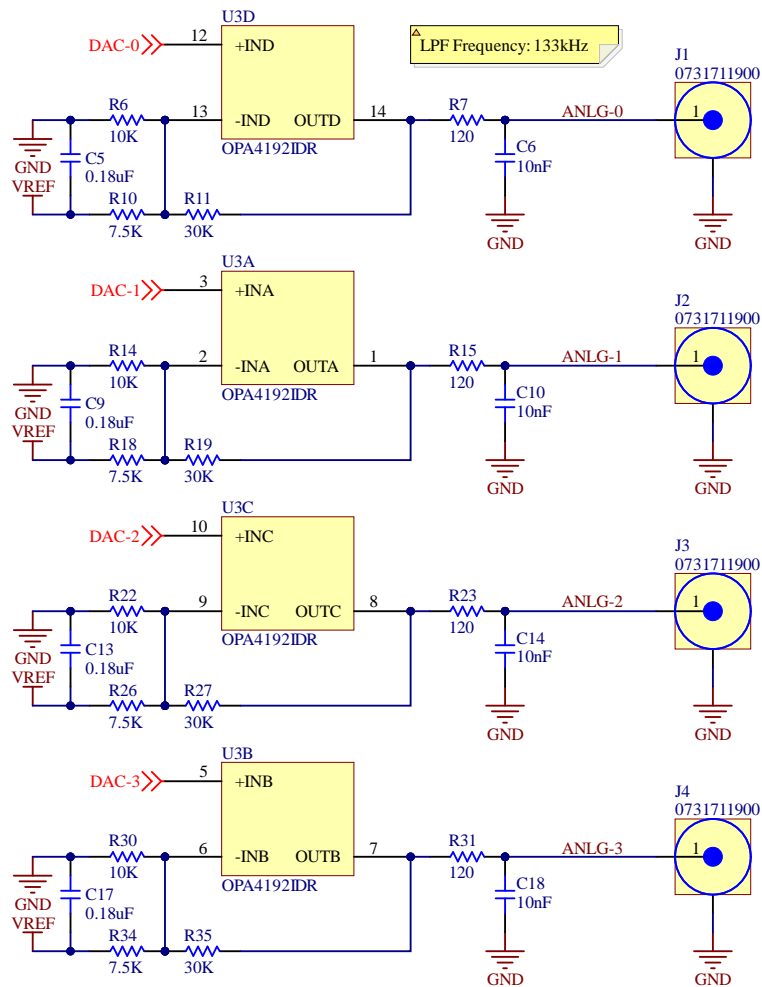 U3D
DAC-0
12
+IND
LPF Frequency: 133kHz
J1
0731711900
R6
10K
13
-IND
OUTD
14
R7
120
ANLG-0
1
OPA4192IDR
GND
C5
0.18uF
C6
10nF
VREF
R10
7.5K
R11
30K
GND
GND
U3A
DAC-1
3
+INA
J2
0731711900
R14
10K
2
-INA
OUTA
1
R15
120
ANLG-1
1
OPA4192IDR
GND
C9
0.18uF
C10
10nF
VREF
R18
7.5K
R19
30K
GND
GND
U3C
DAC-2
10
+INC
J3
0731711900
R22
10K
9
-INC
OUTC
8
R23
120
ANLG-2
1
OPA4192IDR
GND
C13
0.18uF
C14
10nF
VREF
R26
7.5K
R27
30K
GND
GND
U3B
DAC-3
5
+INB
J4
0731711900
R30
10K
6
-INB
OUTB
7
R31
120
ANLG-3
1
OPA4192IDR
GND
C17
0.18uF
C18
10nF
VREF
R34
7.5K
R35
30K
GND
GND